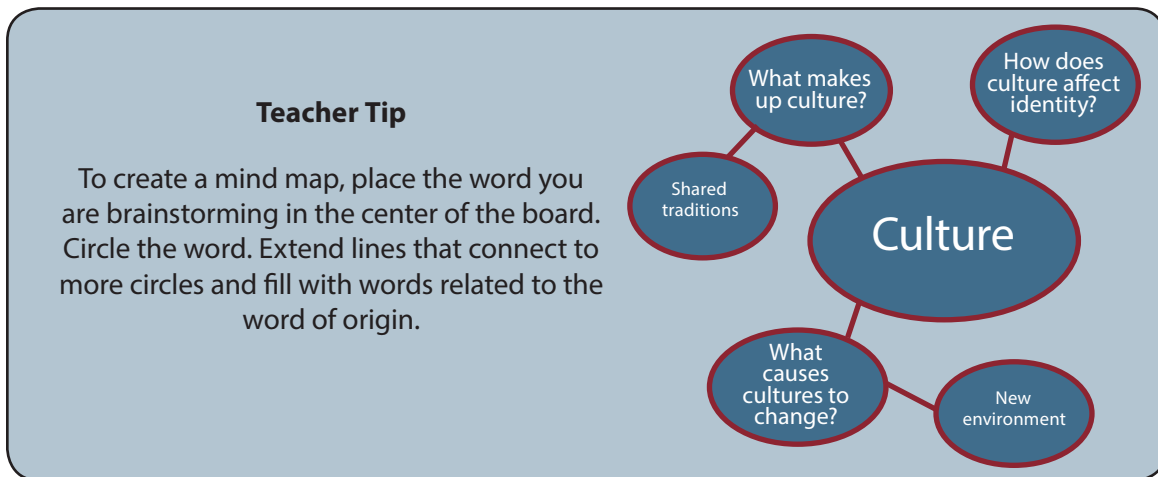 Teacher Tip
To create a mind map, place the word you
are brainstorming in the center of the board.
Circle the word. Extend lines that connect to
more circles and fill with words related to the
word of origin.
What makes
up culture?
How does
culture affect
identity?
Shared
traditions
Culture
What
causes
cultures to
change?
New
environment